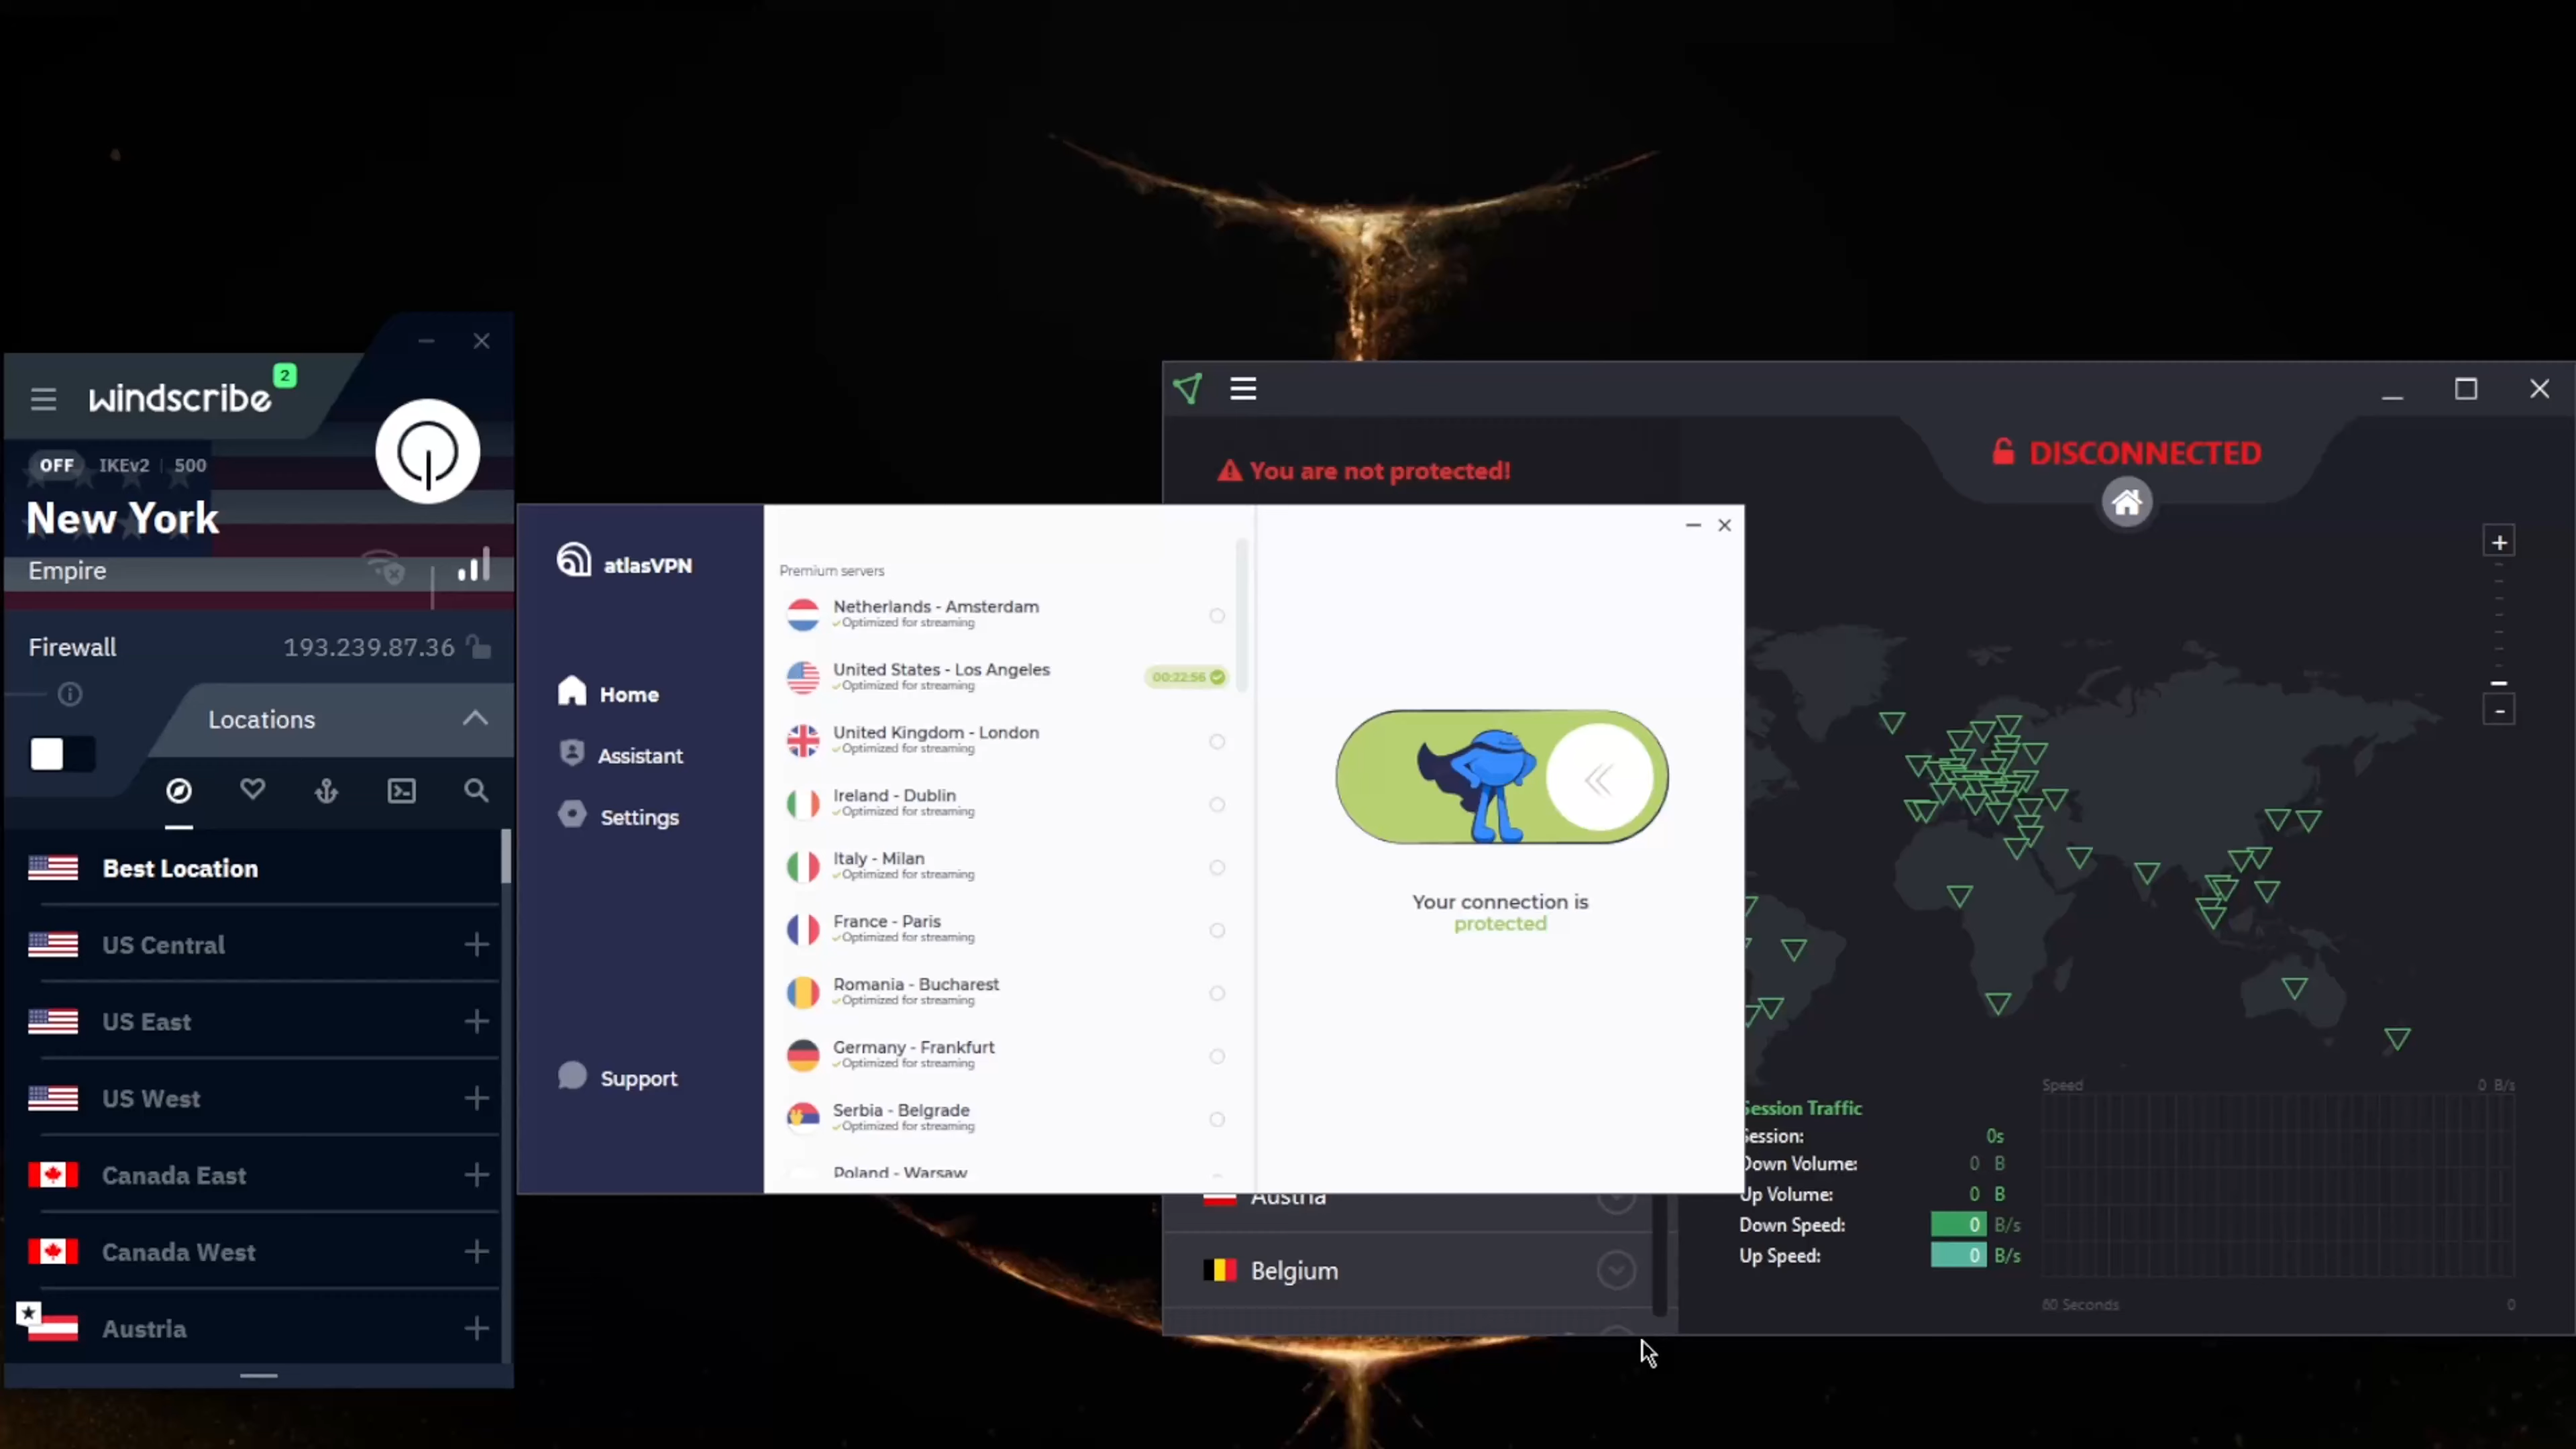 windscribe
2
OFF
IKEv2
500
New York
Empire
Firewall
193.239.87.36
Locations
Best Location
US Central
US East
US West
Canada East
Canada West
Austria
atlasVPN
Home
Assistant
Settings
Support
Premium servers
Netherlands - Amsterdam
Optimized for streaming
United States - Los Angeles
Optimized for streaming
00:22:56
United Kingdom - London
Optimized for streaming
Ireland - Dublin
Optimized for streaming
Italy - Milan
Optimized for streaming
France - Paris
Optimized for streaming
Romania - Bucharest
Optimized for streaming
Germany - Frankfurt
Optimized for streaming
Serbia - Belgrade
Optimized for streaming
Poland - Warsaw
Your connection is
protected
You are not protected!
DISCONNECTED
+
-
Austria
Belgium
Session Traffic
Session: 0s
Down Volume: 0 B
Up Volume: 0 B
Down Speed: 0 B/s
Up Speed: 0 B/s
Speed
0 B/s
60 Seconds
0